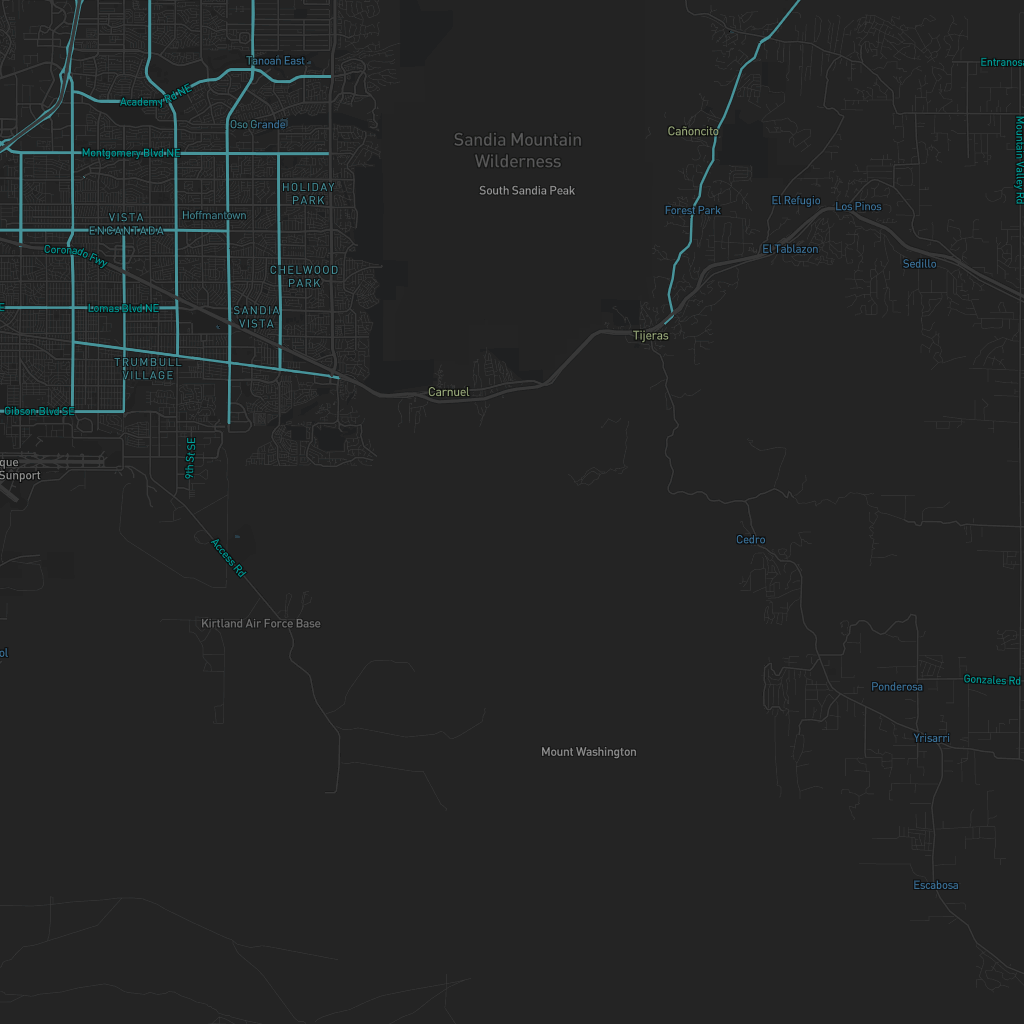 Tanoan East
Entranosa
Academy Rd NE
Oso Grande
Mountain Valley Rd
Cañoncito
Sandia Mountain
Wilderness
Montgomery Blvd NE
South Sandia Peak
HOLIDAY
PARK
El Refugio
Los Pinos
Forest Park
Hoffmantown
VISTA
ENCANTADA
El Tablazon
Coronado Fwy
Sedillo
CHELWOOD
PARK
E
Lomas Blvd NE
SANDIA
VISTA
Tijeras
TRUMBULL
VILLAGE
Carnuel
Gibson Blvd SE
9th St SE
que
Sunport
Cedro
Access Rd
Kirtland Air Force Base
ol
Gonzales Rd
Ponderosa
Yrisarri
Mount Washington
Escabosa